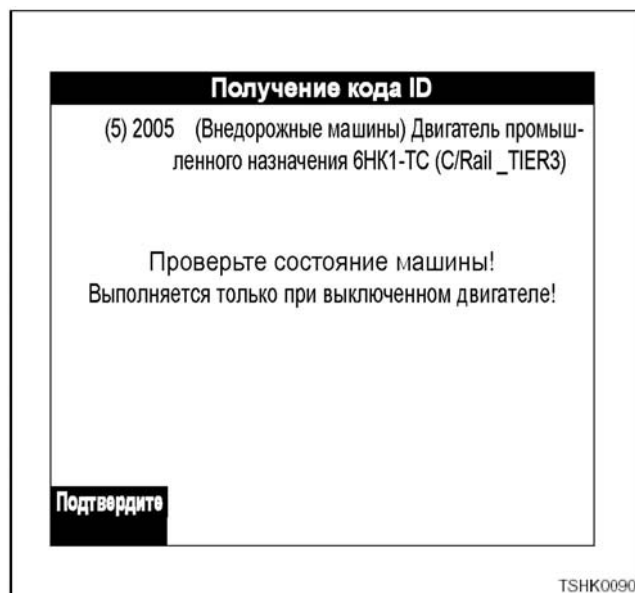 Получение кода ID
(5) 2005 (Внедорожные машины) Двигатель промыш-
ленного назначения 6HK1-TC (C/Rail _TIER3)
Проверьте состояние машины!
Выполняется только при выключенном двигателе!
Подтвердите
TSHK0090